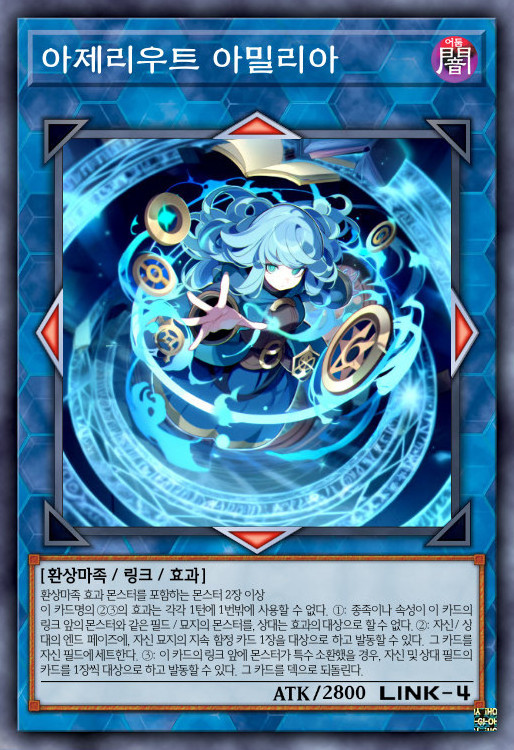 아제리우트 아밀리아
어둠
闇
[환상마족 / 링크 / 효과]
환상마족 효과 몬스터를 포함하는 몬스터 2장 이상
이 카드명의 ②③의 효과는 각각 1턴에 1번밖에 사용할 수 없다. ①: 종족이나 속성이 이 카드의
링크 앞의 몬스터와 같은 필드 / 묘지의 몬스터를, 상대는 효과의 대상으로 할 수 없다. ②: 자신 / 상
대의 엔드 페이즈에, 자신 묘지의 지속 함정 카드 1장을 대상으로 하고 발동할 수 있다. 그 카드를
자신 필드에 세트한다. ③: 이 카드의 링크 앞에 몬스터가 특수 소환했을 경우, 자신 및 상대 필드의
카드를 1장씩 대상으로 하고 발동할 수 있다. 그 카드를 덱으로 되돌린다.
ATK/2800 LINK-4